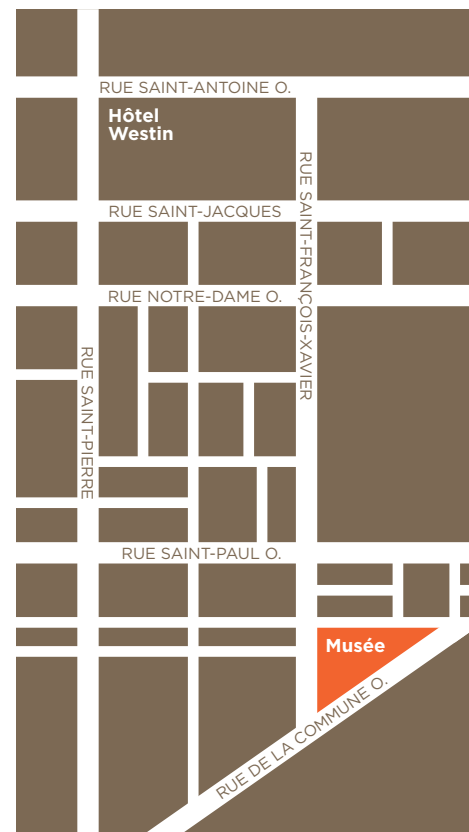 RUE SAINT-ANTOINE O.
Hôtel
Westin
RUE SAINT-FRANÇOIS-XAVIER
RUE SAINT-JACQUES
RUE NOTRE-DAME O.
RUE SAINT-PIERRE
RUE SAINT-PAUL O.
Musée
RUE DE LA COMMUNE O.